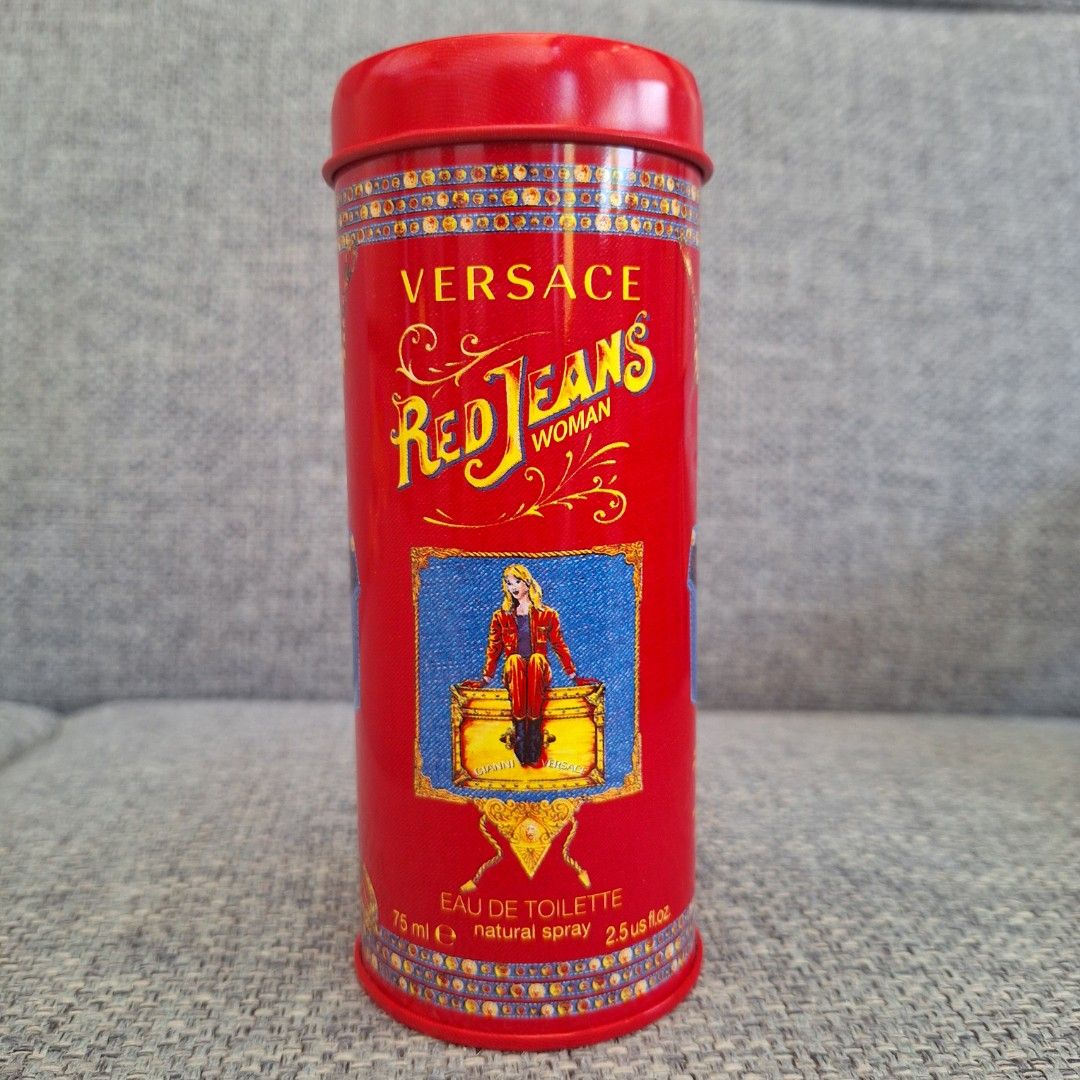 VERSACE
RED JEANS
WOMAN
GIANNI VERSACE
EAU DE TOILETTE
75 ml ℮ natural spray 2.5 us fl.oz.